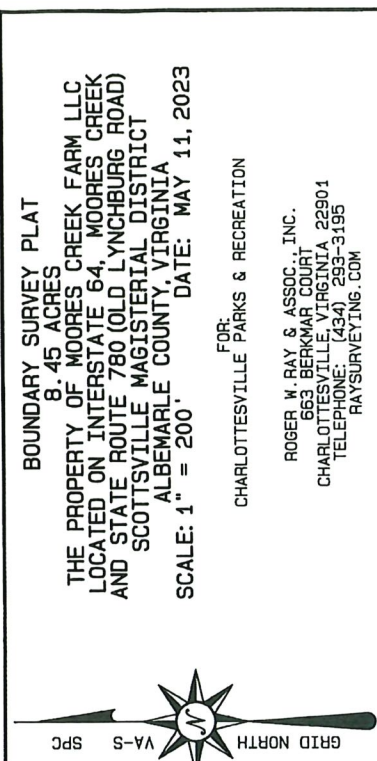 BOUNDARY SURVEY PLAT
8.45 ACRES
THE PROPERTY OF MOORES CREEK FARM LLC
LOCATED ON INTERSTATE 64, MOORES CREEK
AND STATE ROUTE 780 (OLD LYNCHBURG ROAD)
SCOTTSVILLE MAGISTERIAL DISTRICT
ALBEMARLE COUNTY, VIRGINIA
SCALE: 1" = 200' DATE: MAY 11, 2023
FOR:
CHARLOTTESVILLE PARKS & RECREATION
ROGER W. RAY & ASSOC., INC.
663 BERKMAR COURT
CHARLOTTESVILLE, VIRGINIA 22901
TELEPHONE: (434) 293-3195
RAYSURVEYING.COM
GRID NORTH
N
VA-S SPC